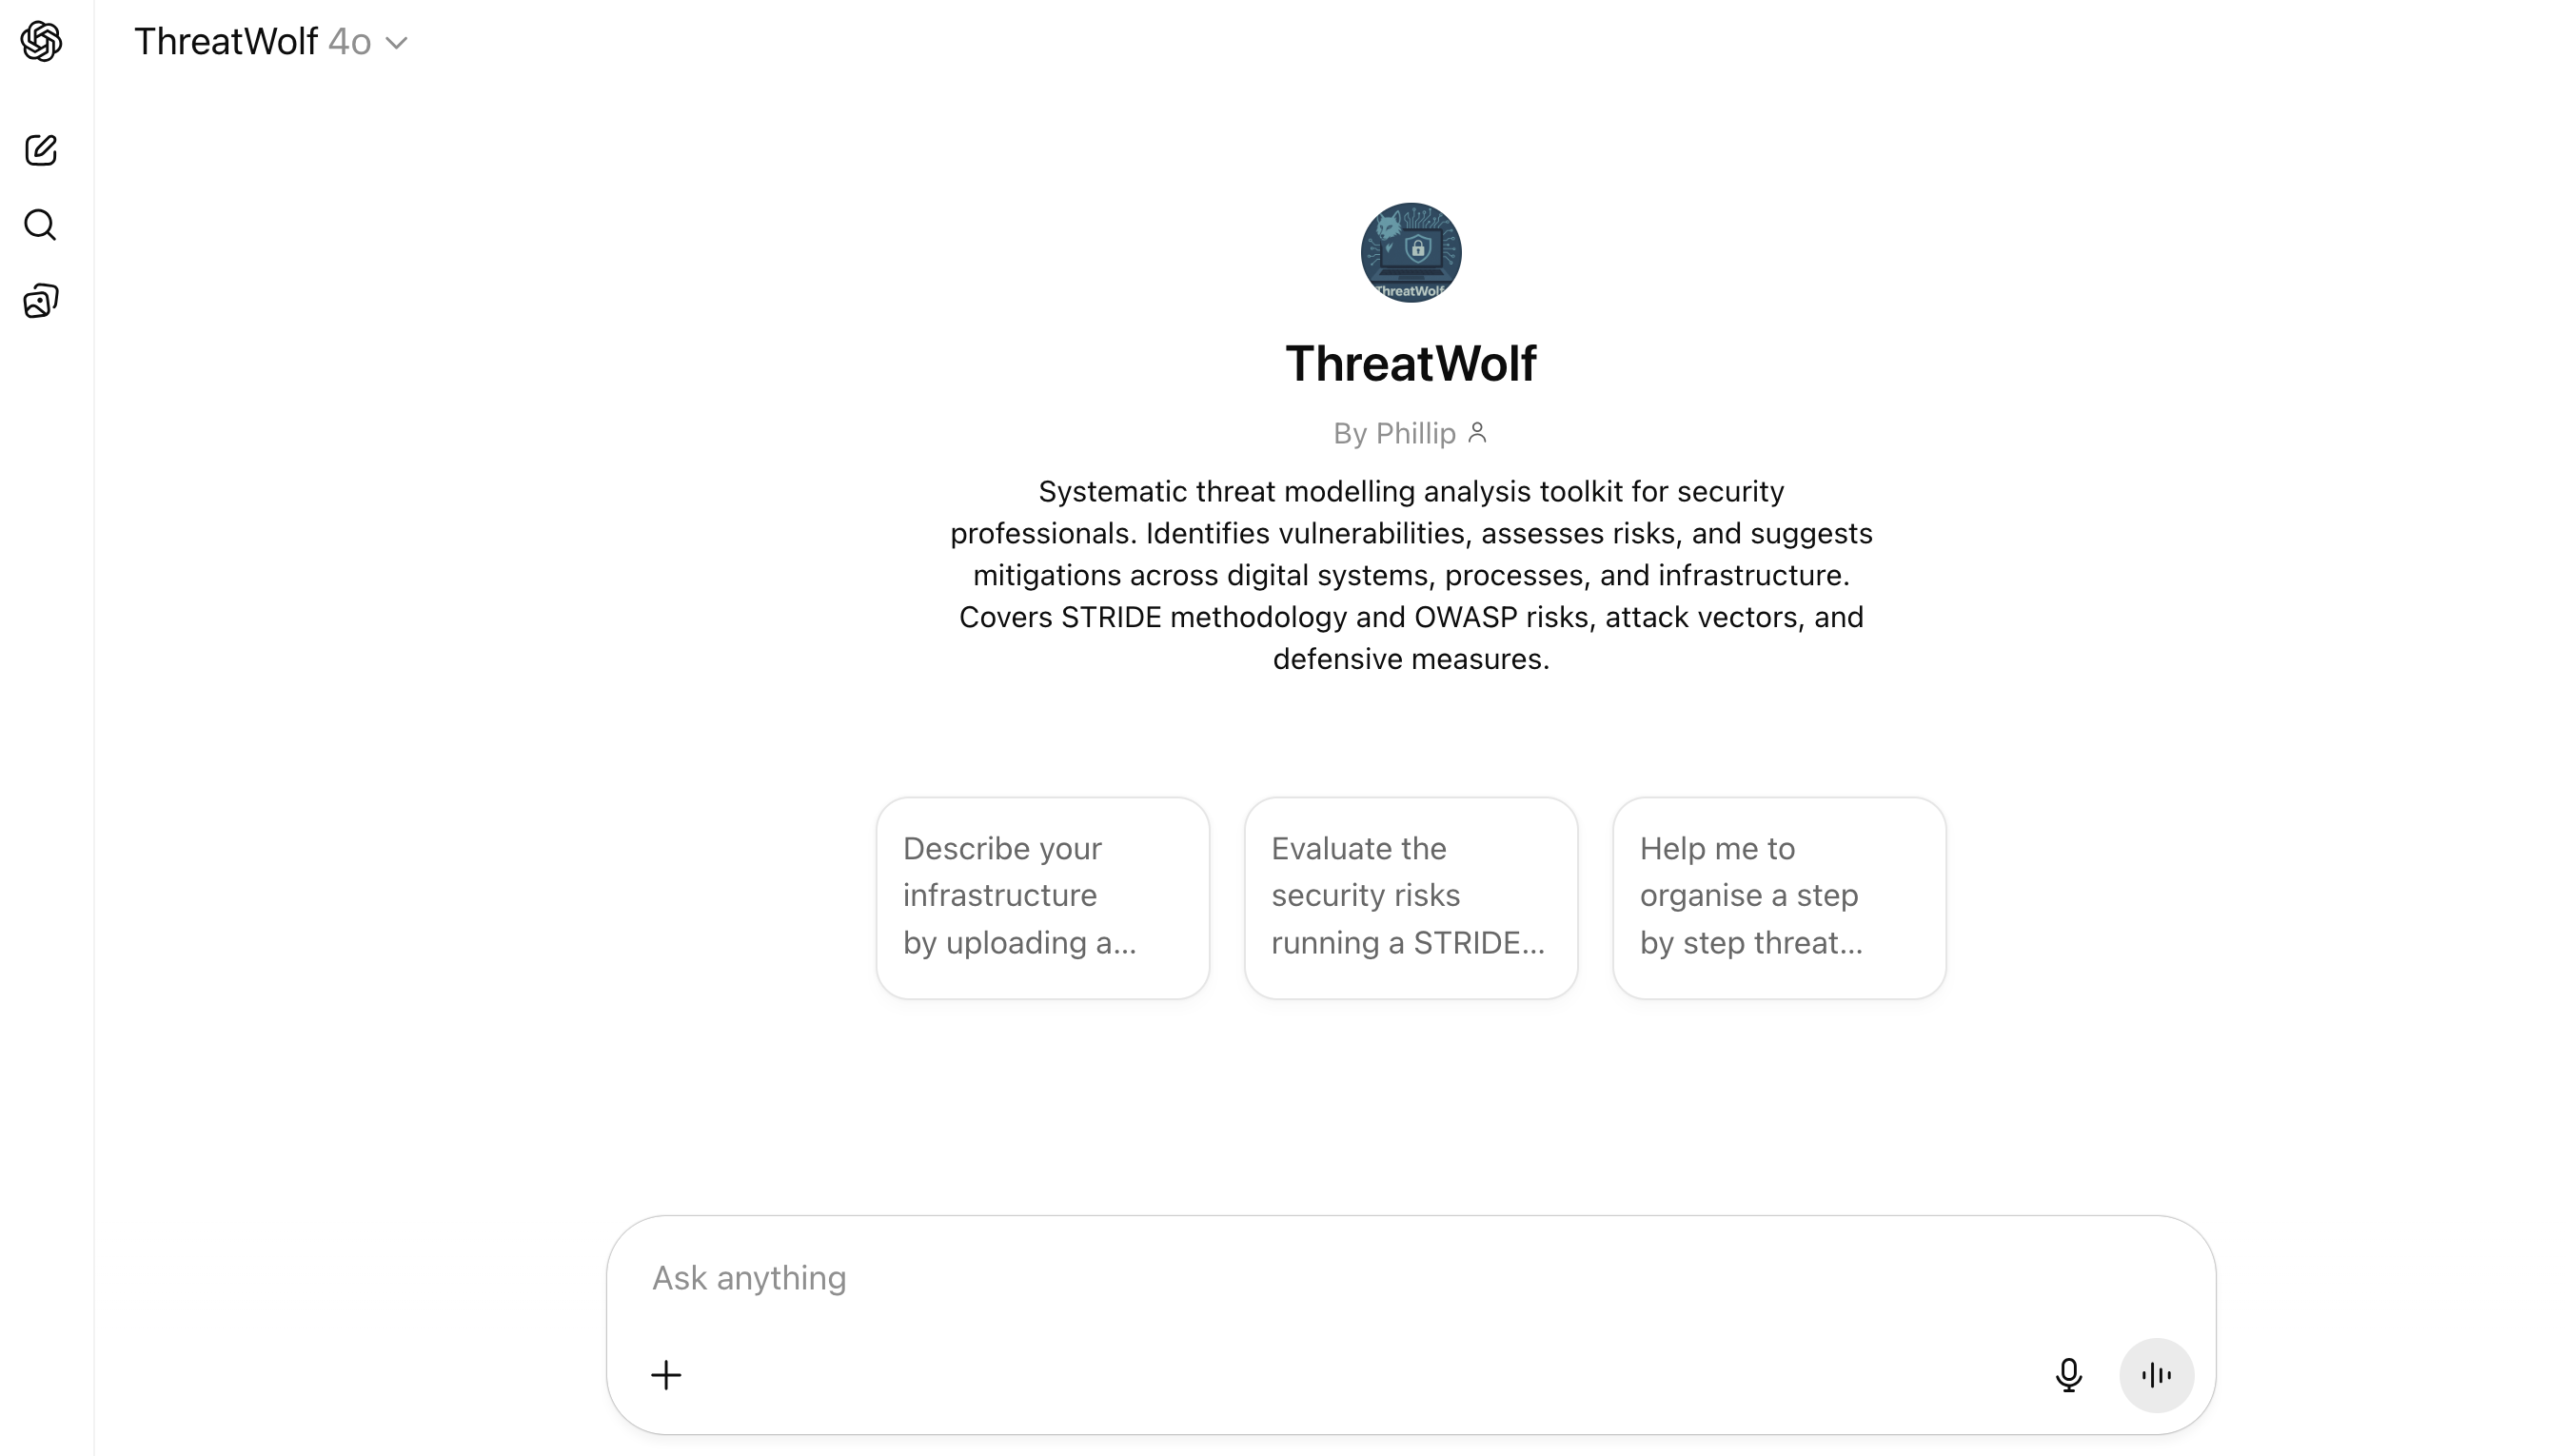 ThreatWolf 4o
ThreatWolf
ThreatWolf
By Phillip
Systematic threat modelling analysis toolkit for security
professionals. Identifies vulnerabilities, assesses risks, and suggests
mitigations across digital systems, processes, and infrastructure.
Covers STRIDE methodology and OWASP risks, attack vectors, and
defensive measures.
Describe your
infrastructure
by uploading a...
Evaluate the
security risks
running a STRIDE...
Help me to
organise a step
by step threat...
Ask anything